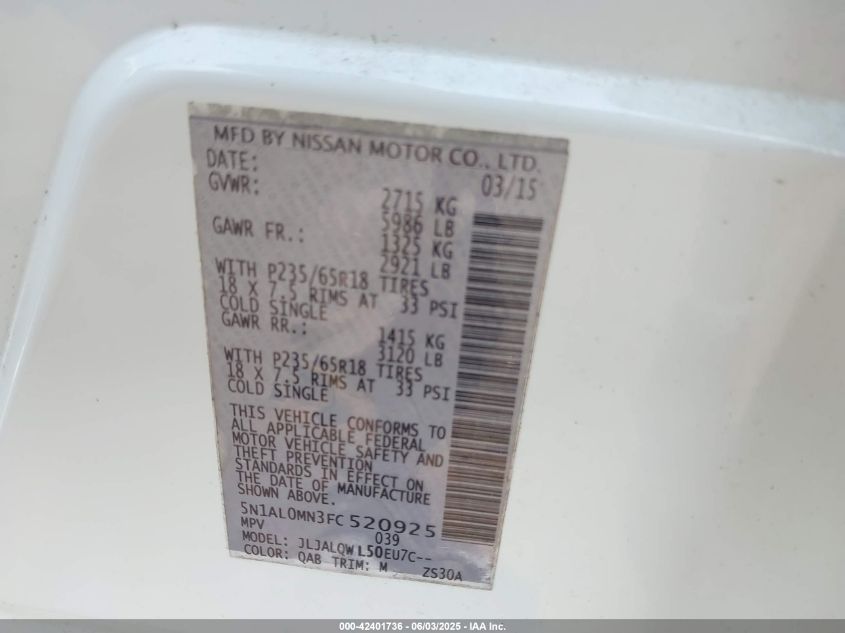 MFD BY NISSAN MOTOR CO., LTD.
DATE: 03/15
GVWR: 2715 KG
5986 LB
GAWR FR.: 1325 KG
2921 LB
WITH P235/65R18 TIRES
18 X 7.5 RIMS AT 33 PSI
COLD SINGLE
GAWR RR.: 1415 KG
3120 LB
WITH P235/65R18 TIRES
18 X 7.5 RIMS AT 33 PSI
COLD SINGLE
THIS VEHICLE CONFORMS TO
ALL APPLICABLE FEDERAL
MOTOR VEHICLE SAFETY AND
THEFT PREVENTION
STANDARDS IN EFFECT ON
THE DATE OF MANUFACTURE
SHOWN ABOVE.
5N1AL0MN3FC520925
MPV 039
MODEL: JLJALQWL50EU7C--
COLOR: QAB TRIM: M ZS30A
000-42401736 - 06/03/2025 - IAA Inc.